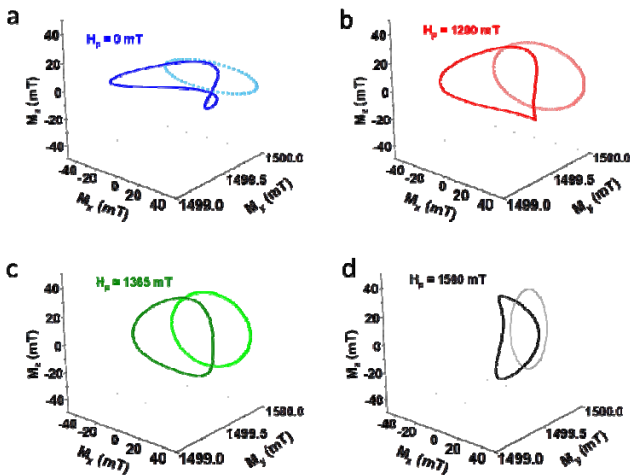 a
H_p = 0 mT
M_z (mT)
40
20
0
-20
-40
-40
-20
0
20
40
M_x (mT)
1499.0
1499.5
1500.0
M_y (mT)
b
H_p = 1200 mT
M_z (mT)
40
20
0
-20
-40
-40
-20
0
20
40
M_x (mT)
1499.0
1499.5
1500.0
M_y (mT)
c
H_p = 1365 mT
M_z (mT)
40
20
0
-20
-40
-40
-20
0
20
40
M_x (mT)
1499.0
1499.5
1500.0
M_y (mT)
d
H_p = 1500 mT
M_z (mT)
40
20
0
-20
-40
-40
-20
0
20
40
M_x (mT)
1499.0
1499.5
1500.0
M_y (mT)